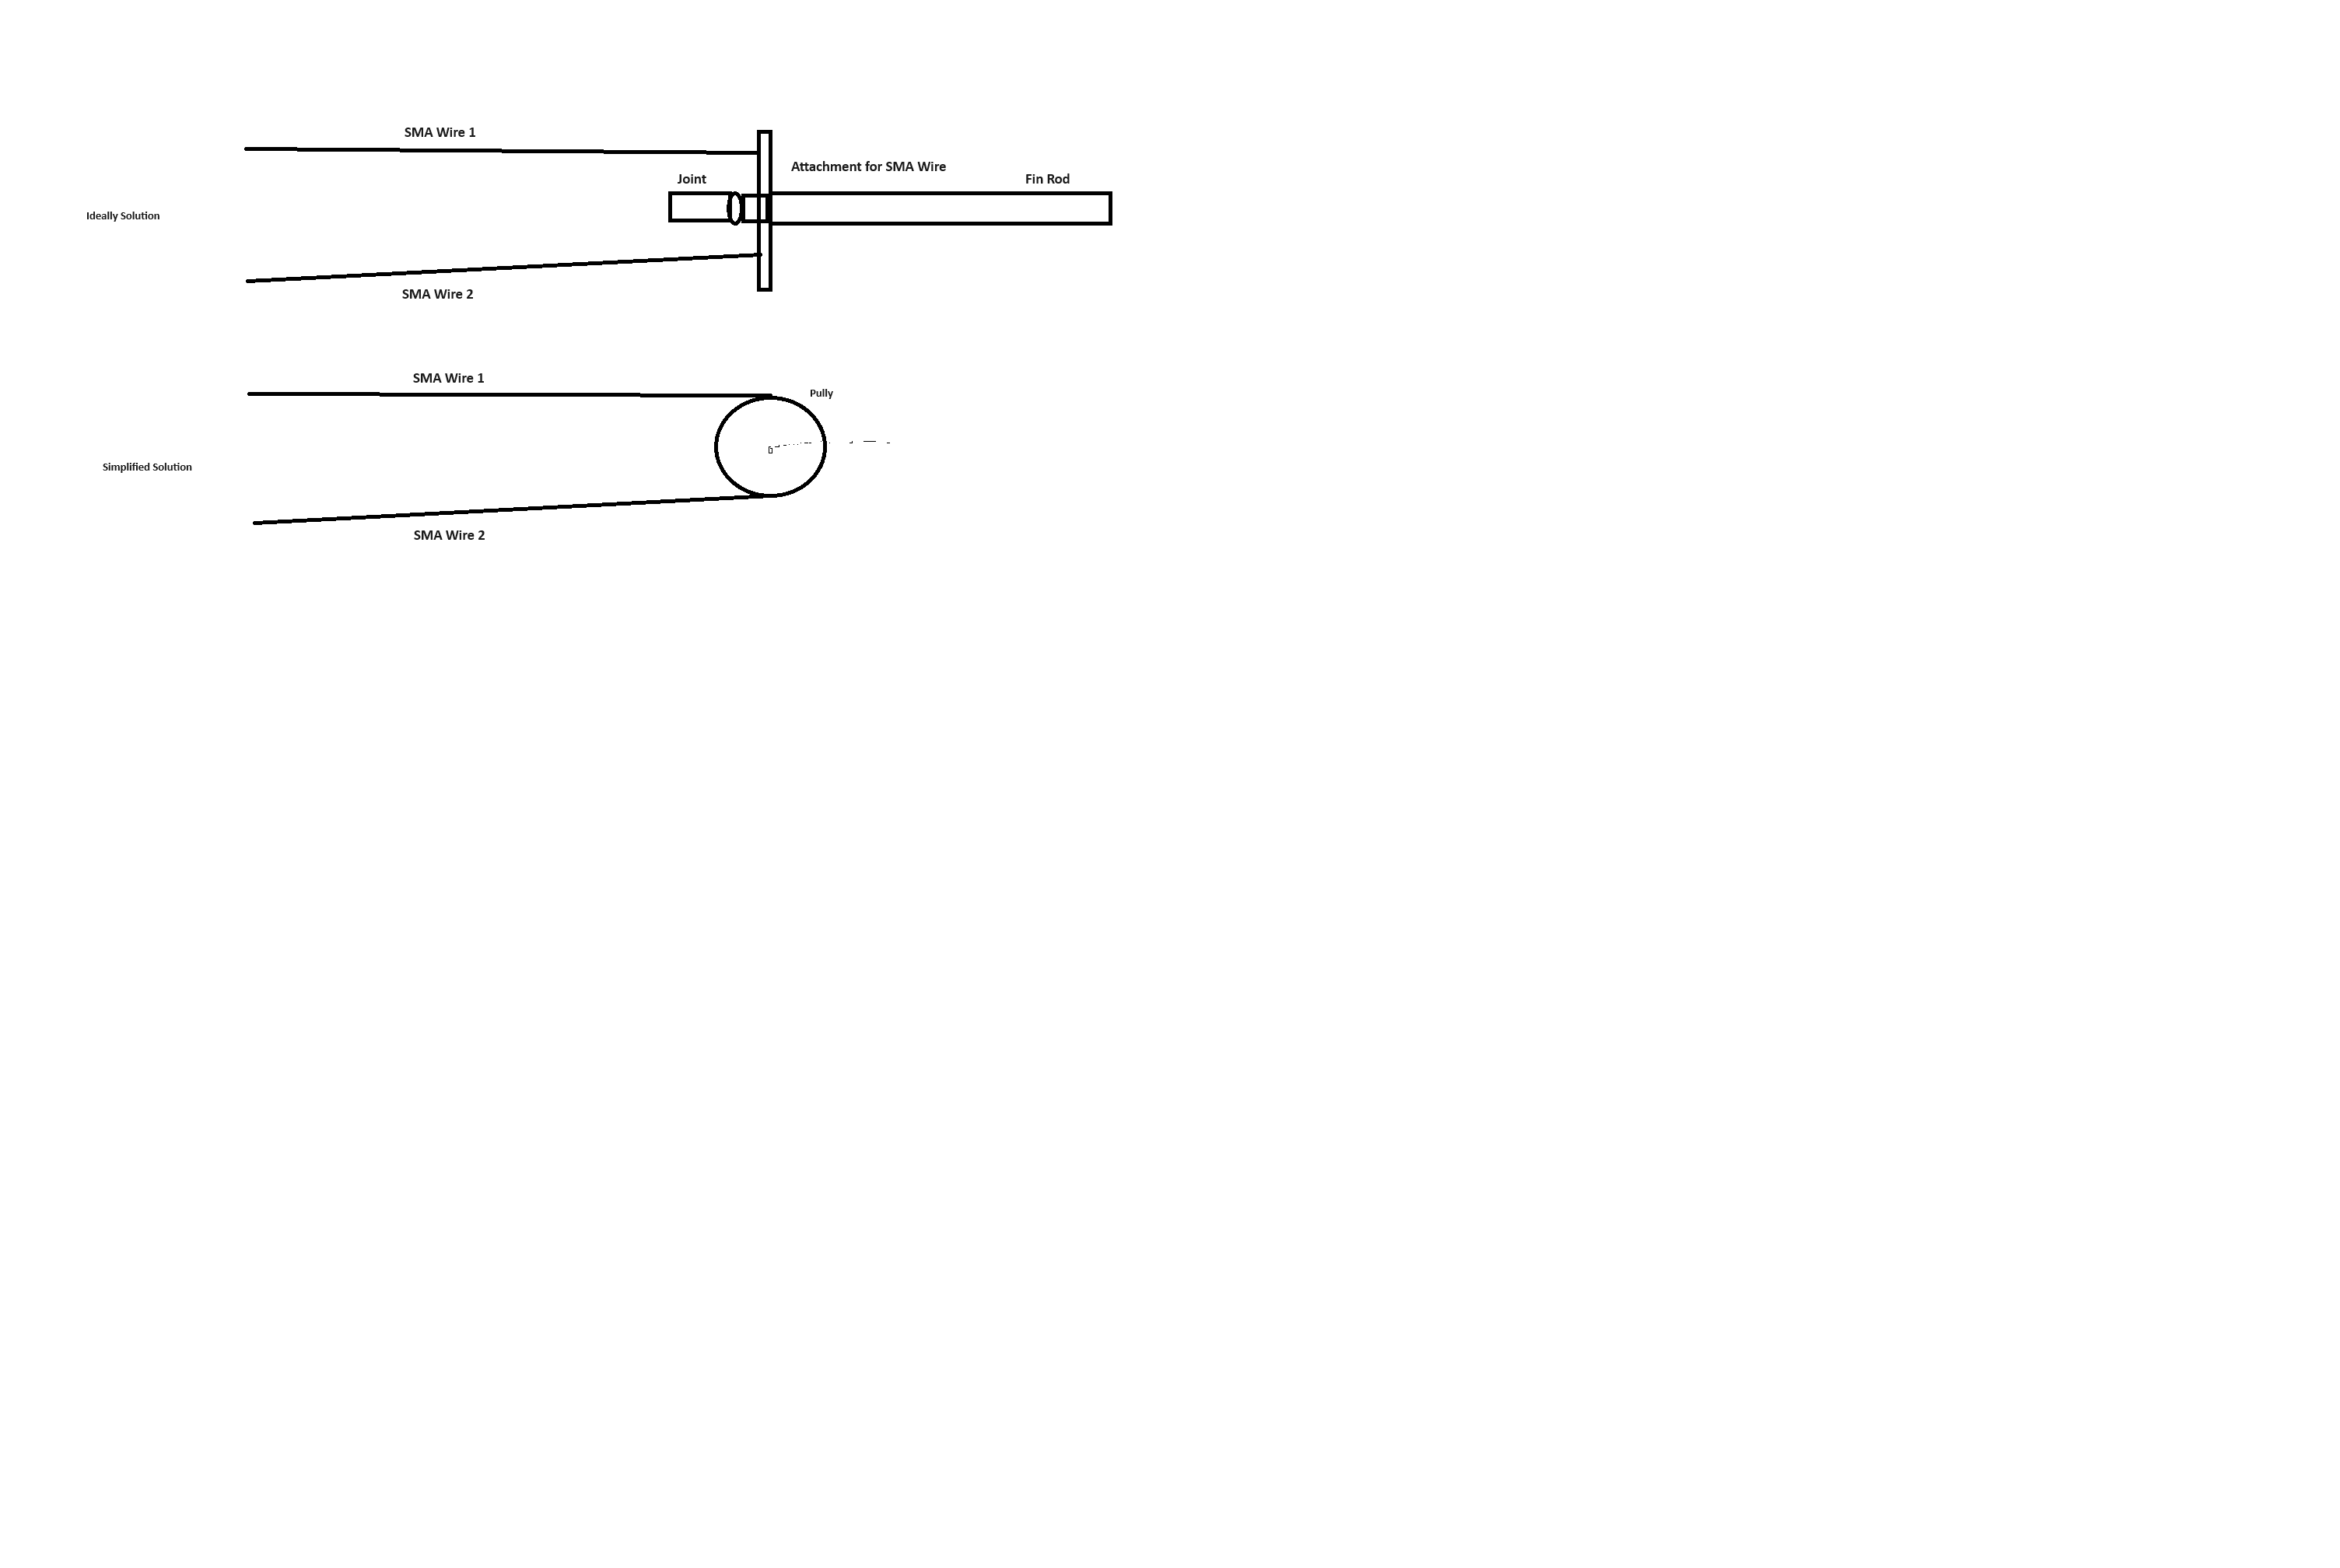 SMA Wire 1
Attachment for SMA Wire
Joint
Fin Rod
Ideally Solution
SMA Wire 2
SMA Wire 1
Pully
Simplified Solution
SMA Wire 2